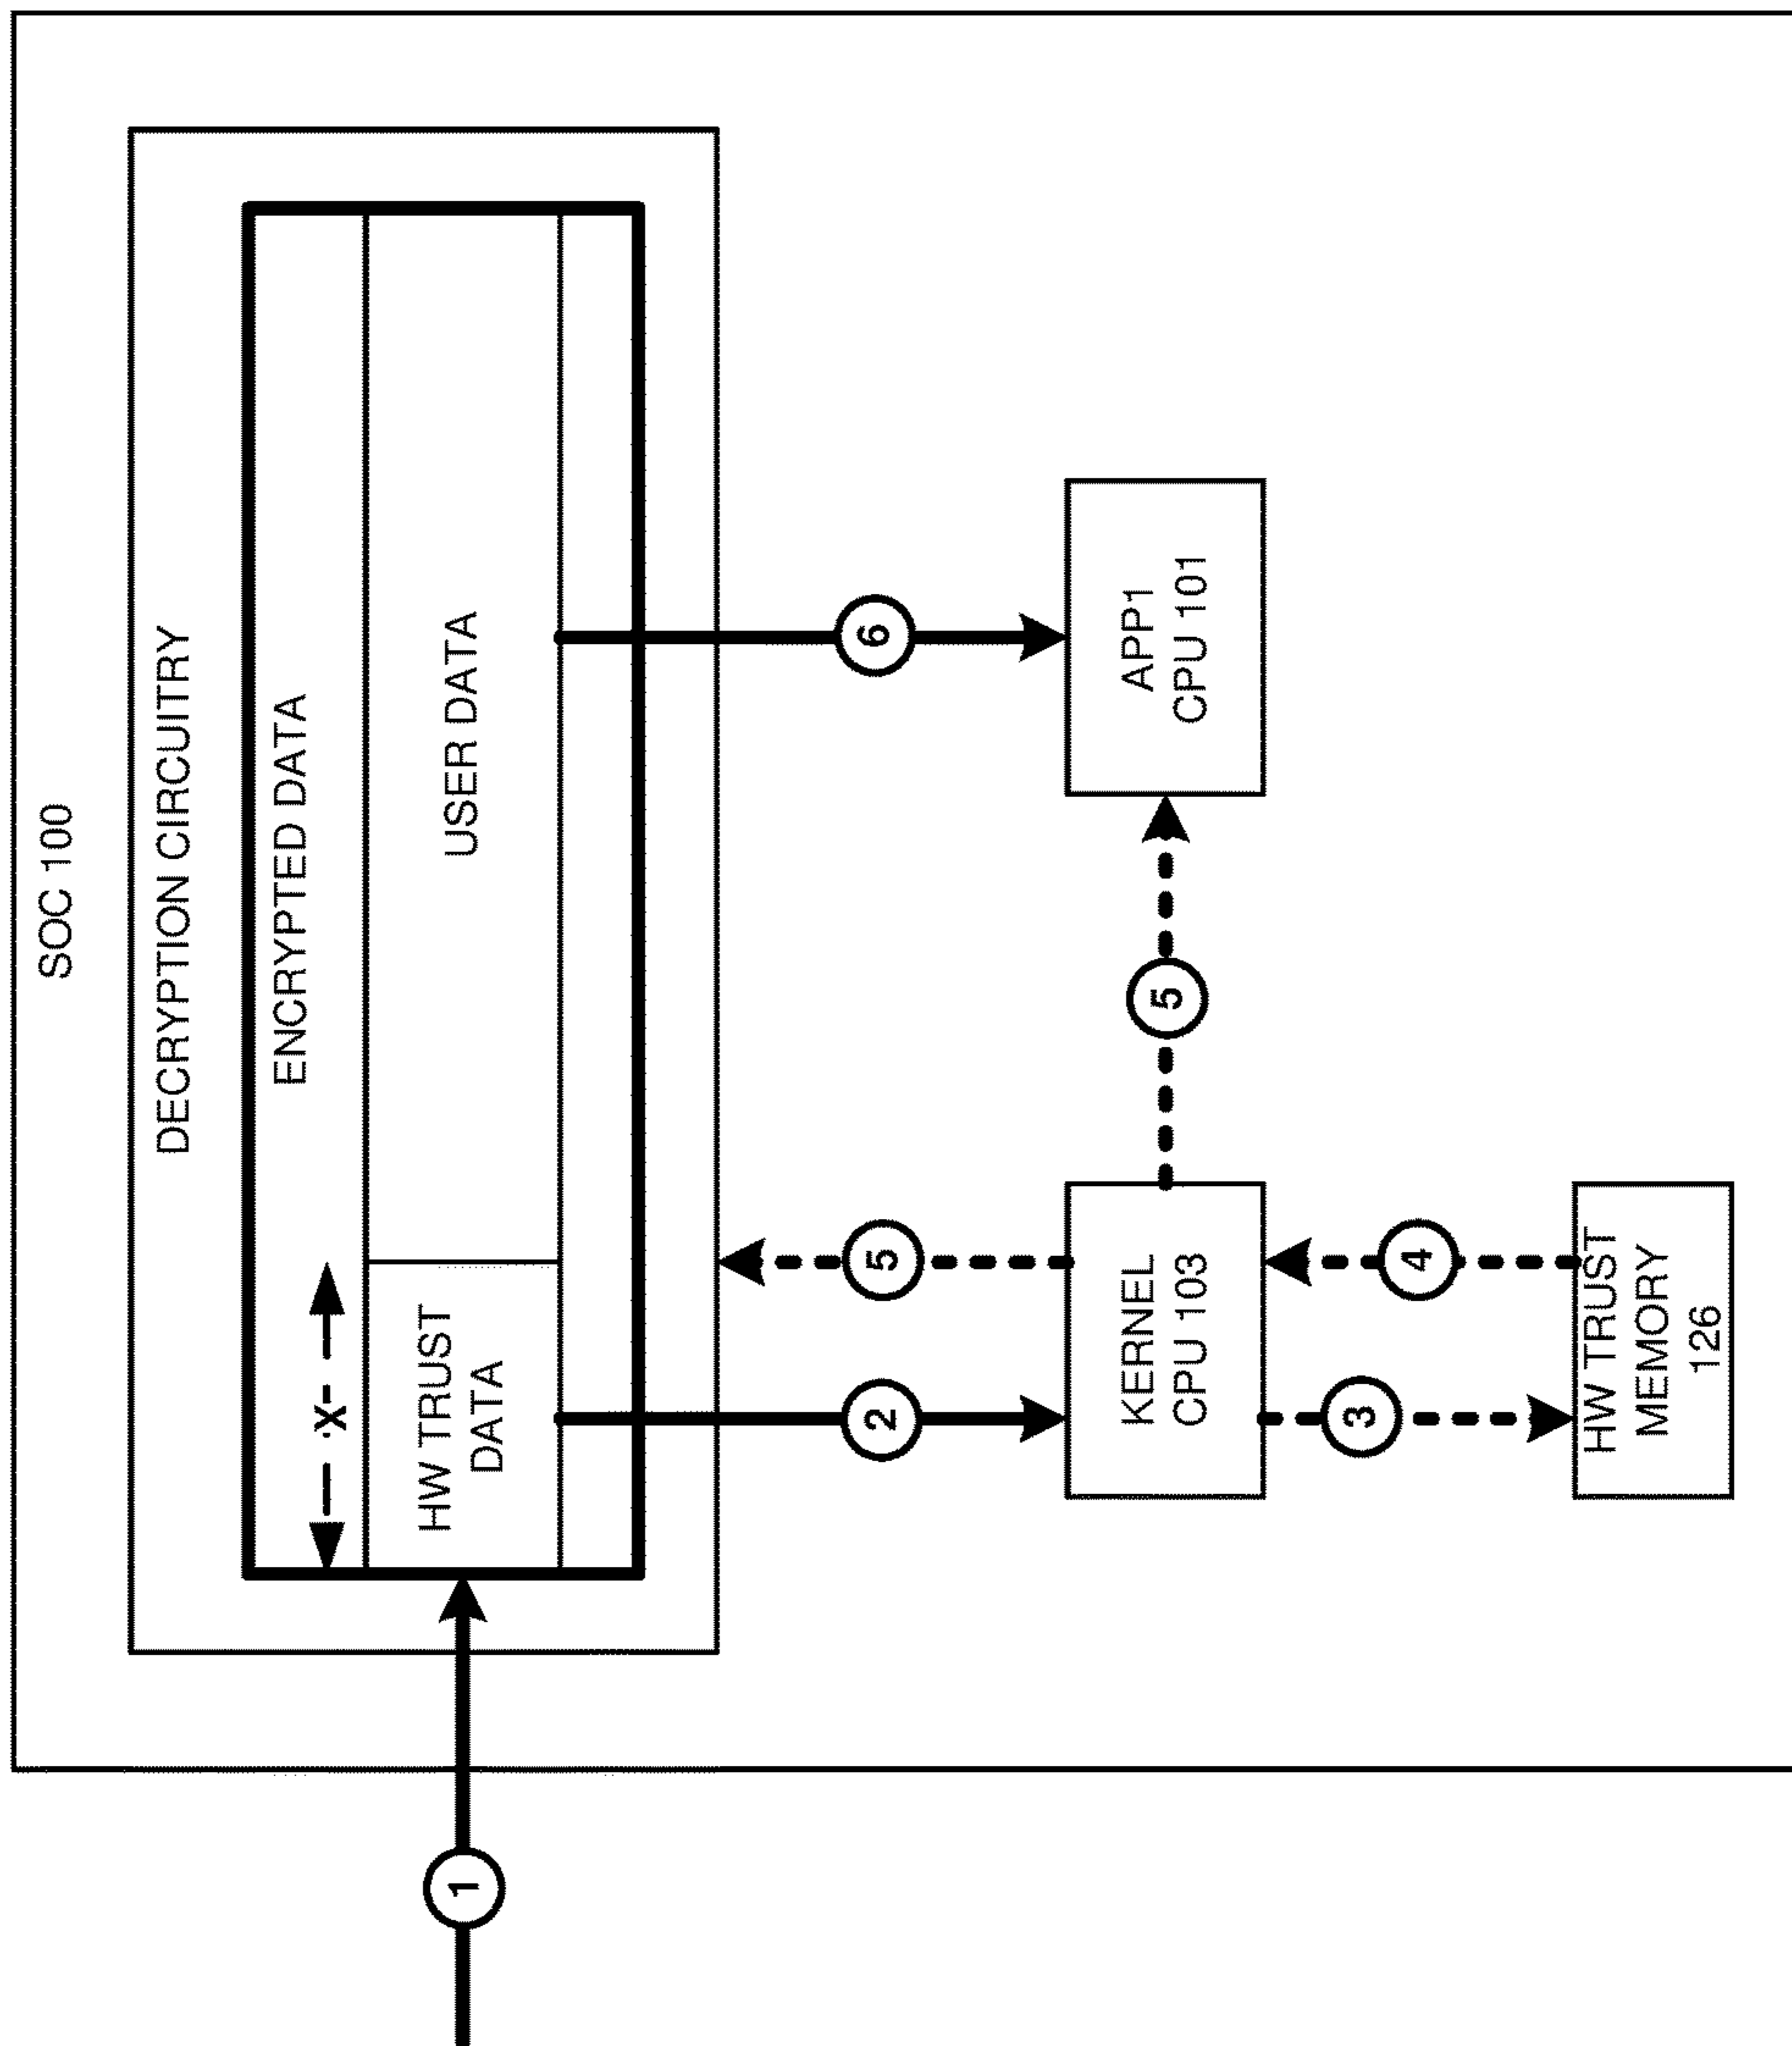 SOC 100
DECRYPTION CIRCUITRY
ENCRYPTED DATA
X
HW TRUST
DATA
USER DATA
1
2
5
6
KERNEL
CPU 103
5
APP1
CPU 101
3
4
HW TRUST
MEMORY
126